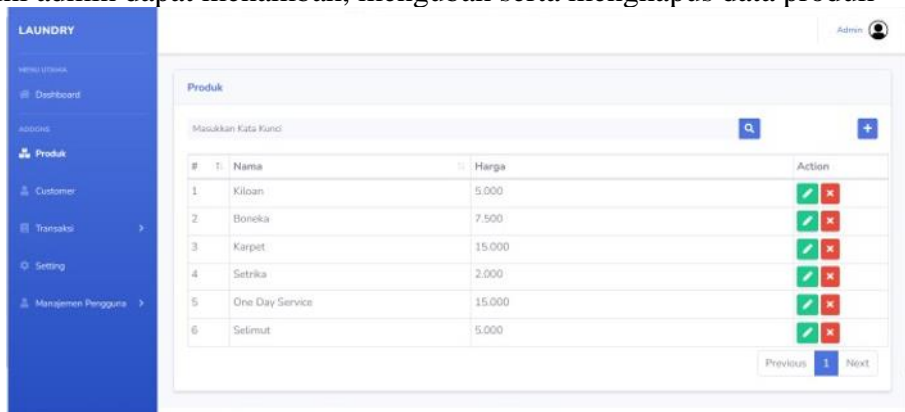 admin dapat menambah, mengubah serta menghapus data produk
LAUNDRY
Admin
MENU UTAMA
Dashboard
ADDONS
Produk
Customer
Transaksi
Setting
Manajemen Pengguna
Produk
Masukkan Kata Kunci
# Nama Harga Action
1 Kiloan 5.000
2 Boneka 7.500
3 Karpet 15.000
4 Setrika 2.000
5 One Day Service 15.000
6 Selimut 5.000
Previous 1 Next